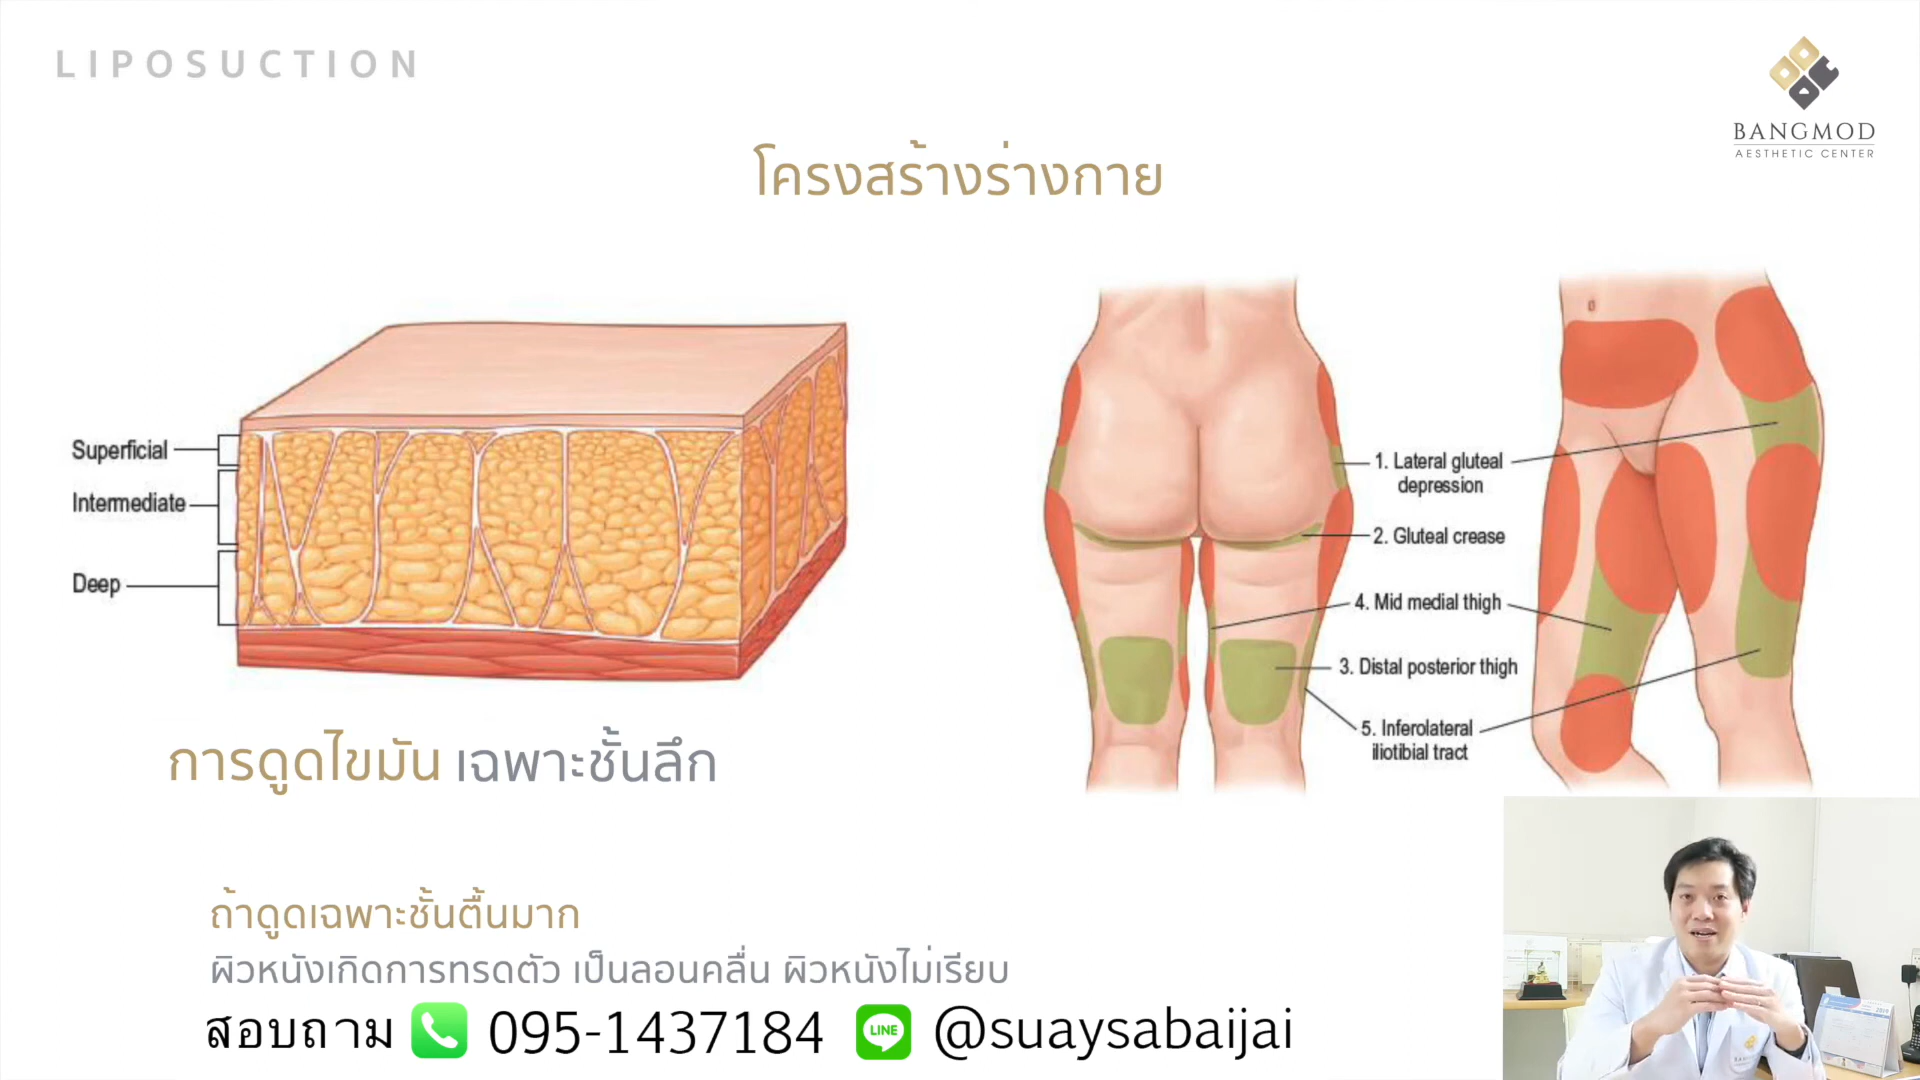 LIPOSUCTION
BANGMOD
AESTHETIC CENTER
โครงสร้างร่างกาย
Superficial
Intermediate
Deep
1. Lateral gluteal
depression
2. Gluteal crease
4. Mid medial thigh
3. Distal posterior thigh
5. Inferolateral
iliotibial tract
การดูดไขมัน เฉพาะชั้นลึก
ถ้าดูดเฉพาะชั้นตื้นมาก
ผิวหนังเกิดการทรดตัว เป็นลอนคลื่น ผิวหนังไม่เรียบ
สอบถาม 095-1437184 LINE @suaysabaijai